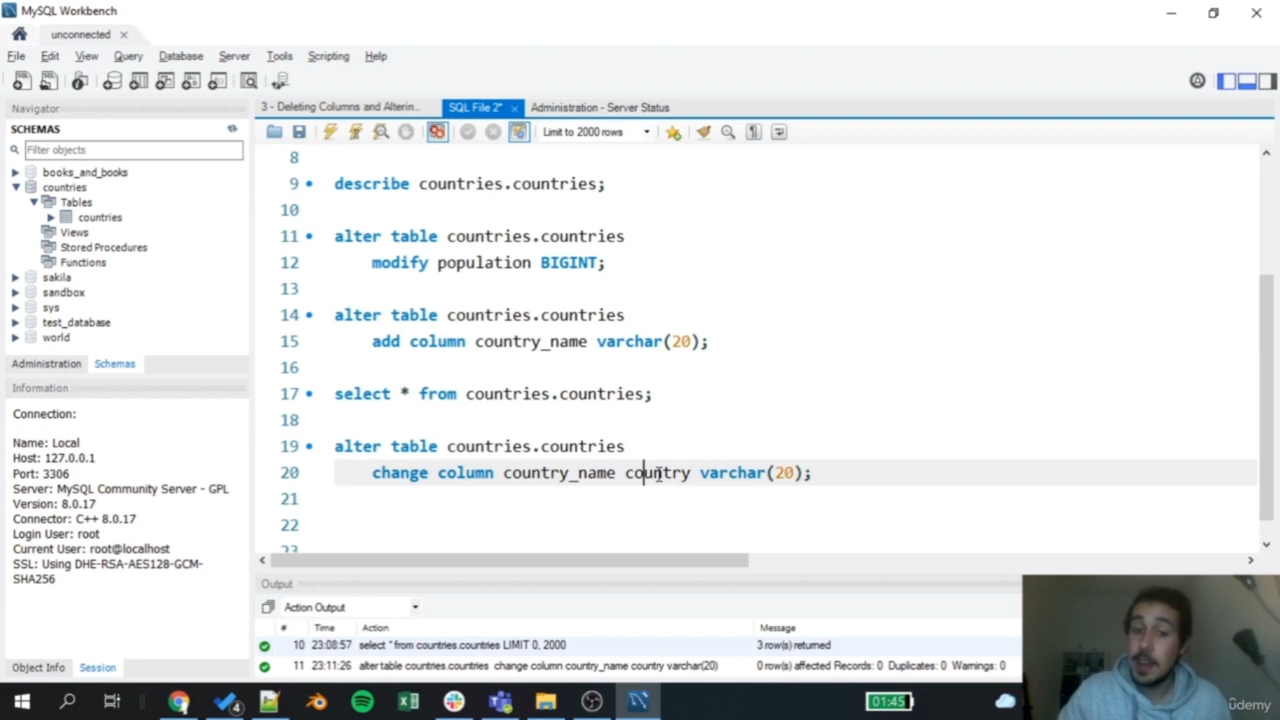 MySQL Workbench
unconnected
File Edit View Query Database Server Tools Scripting Help
Navigator
SCHEMAS
Filter objects
books_and_books
countries
Tables
countries
Views
Stored Procedures
Functions
sakila
sandbox
sys
test_database
world
Administration Schemas
Information
Connection:
Name: Local
Host: 127.0.0.1
Port: 3306
Server: MySQL Community Server - GPL
Version: 8.0.17
Connector: C++ 8.0.17
Login User: root
Current User: root@localhost
SSL: Using DHE-RSA-AES128-GCM-
SHA256
Object Info Session
3 - Deleting Columns and Alterin... SQL File 2* Administration - Server Status
Limit to 2000 rows
8
9 describe countries.countries;
10
11 alter table countries.countries
12 modify population BIGINT;
13
14 alter table countries.countries
15 add column country_name varchar(20);
16
17 select * from countries.countries;
18
19 alter table countries.countries
20 change column country_name country varchar(20);
21
22
23
Output
Action Output
# Time Action Message
10 23:08:57 select * from countries.countries LIMIT 0, 2000 3 row(s) returned
11 23:11:26 alter table countries.countries change column country_name country varchar(20) 0 row(s) affected Records: 0 Duplicates: 0 Warnings: 0
4
01:45
ûdemy